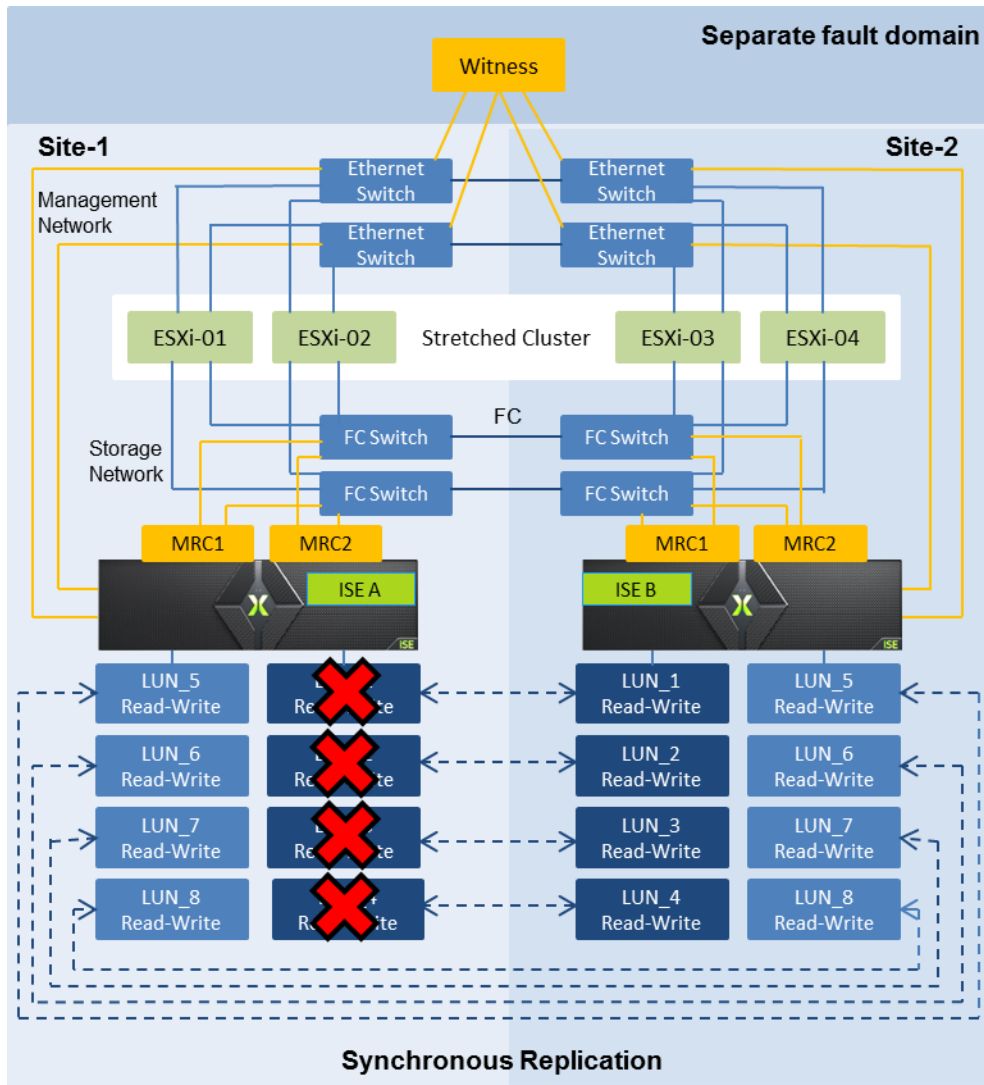 Separate fault domain
Witness
Site-1
Site-2
Ethernet
Switch
Ethernet
Switch
Management
Network
Ethernet
Switch
Ethernet
Switch
ESXi-01
ESXi-02
Stretched Cluster
ESXi-03
ESXi-04
FC
FC Switch
FC Switch
Storage
Network
FC Switch
FC Switch
MRC1
MRC2
MRC1
MRC2
ISE A
ISE B
ISE
ISE
LUN_5
Read-Write
LUN_1
Read-Write
LUN_5
Read-Write
LUN_6
Read-Write
LUN_2
Read-Write
LUN_6
Read-Write
LUN_7
Read-Write
LUN_3
Read-Write
LUN_7
Read-Write
LUN_8
Read-Write
LUN_4
Read-Write
LUN_8
Read-Write
Synchronous Replication